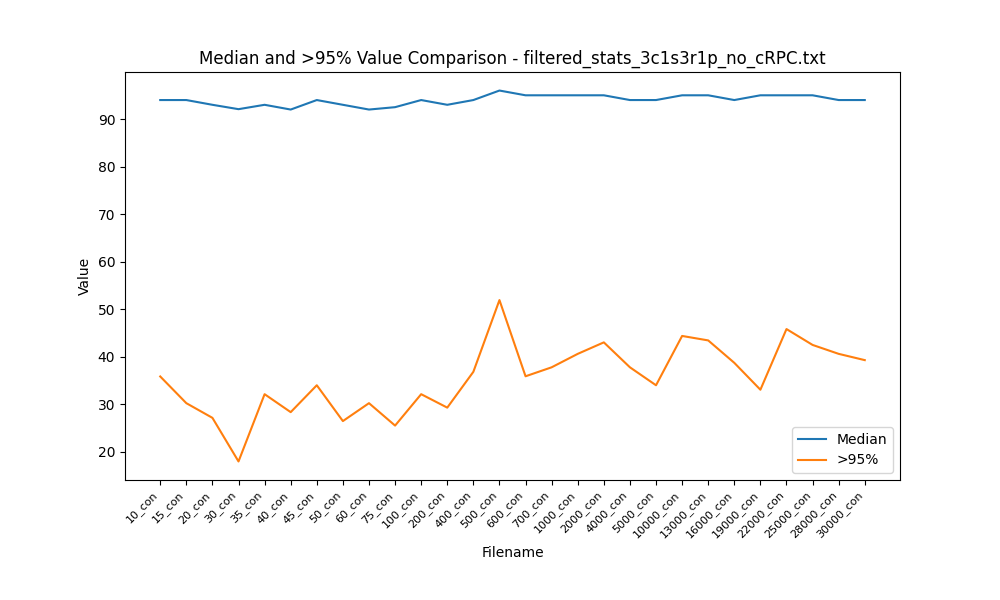 Median and >95% Value Comparison - filtered_stats_3c1s3r1p_no_cRPC.txt
90
80
70
60
50
40
30
20
Value
Median
>95%
10_con
15_con
20_con
30_con
35_con
40_con
45_con
50_con
60_con
75_con
100_con
200_con
400_con
500_con
600_con
700_con
1000_con
2000_con
4000_con
5000_con
10000_con
13000_con
16000_con
19000_con
22000_con
25000_con
28000_con
30000_con
Filename